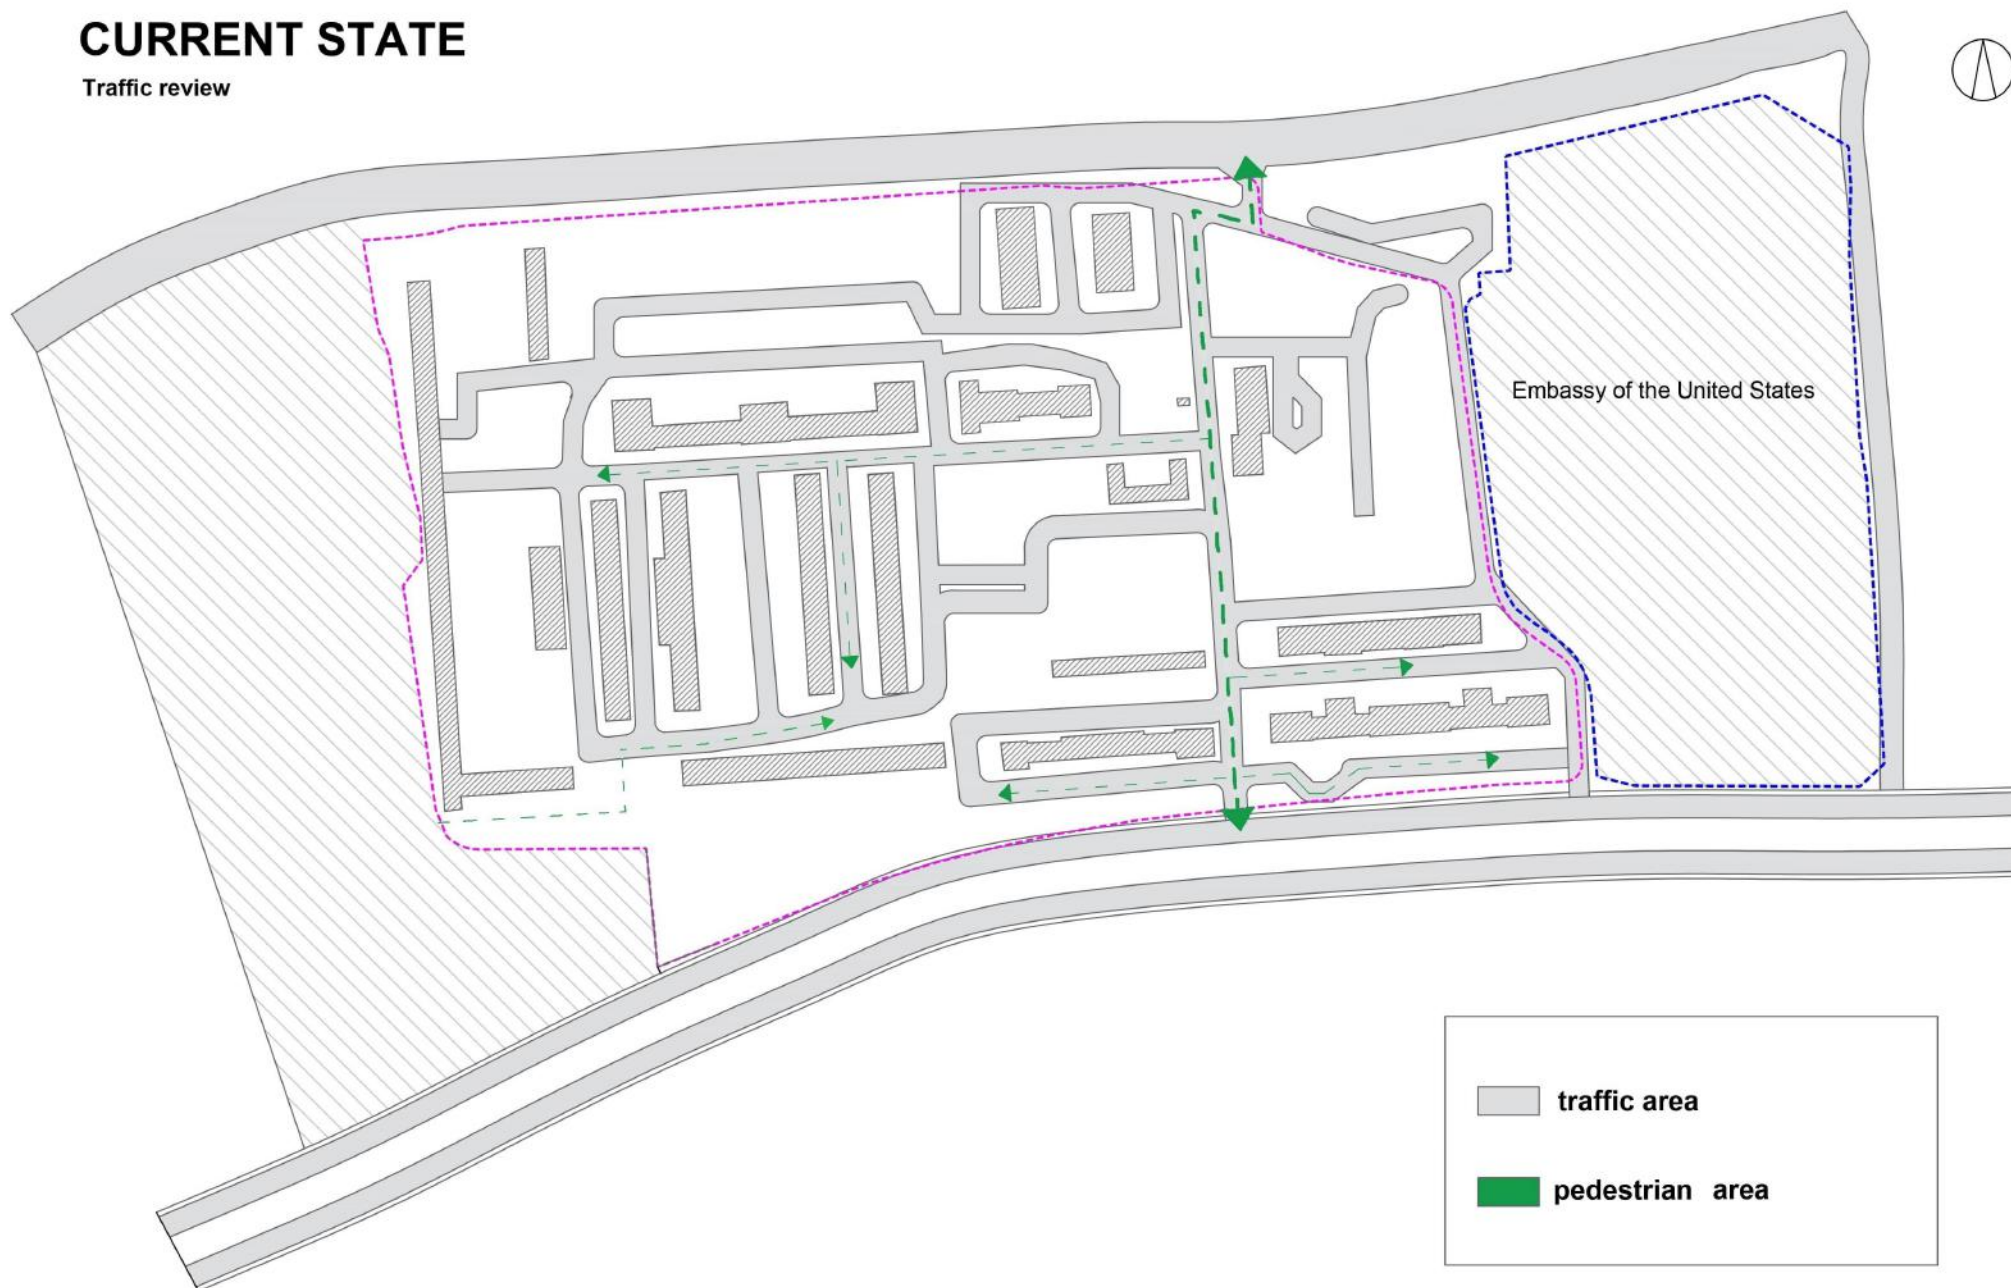 CURRENT STATE
Traffic review
Embassy of the United States
traffic area
pedestrian area